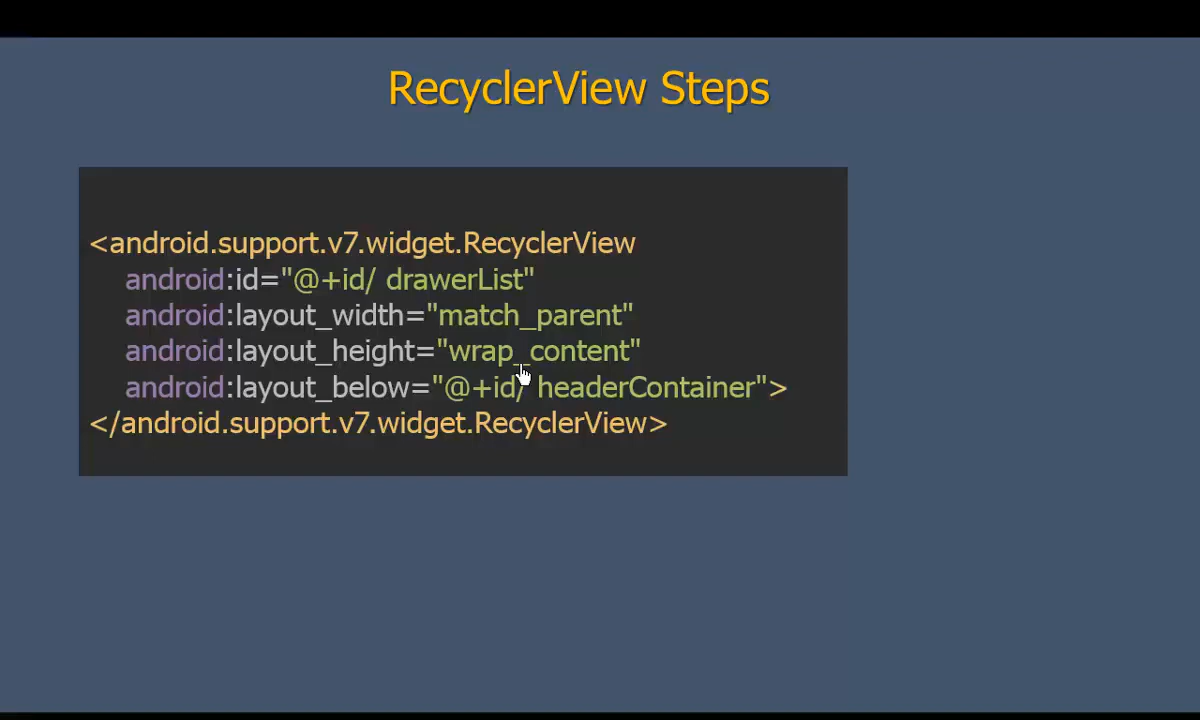 RecyclerView Steps
<android.support.v7.widget.RecyclerView
android:id="@+id/ drawerList"
android:layout_width="match_parent"
android:layout_height="wrap_content"
android:layout_below="@+id/ headerContainer">
</android.support.v7.widget.RecyclerView>